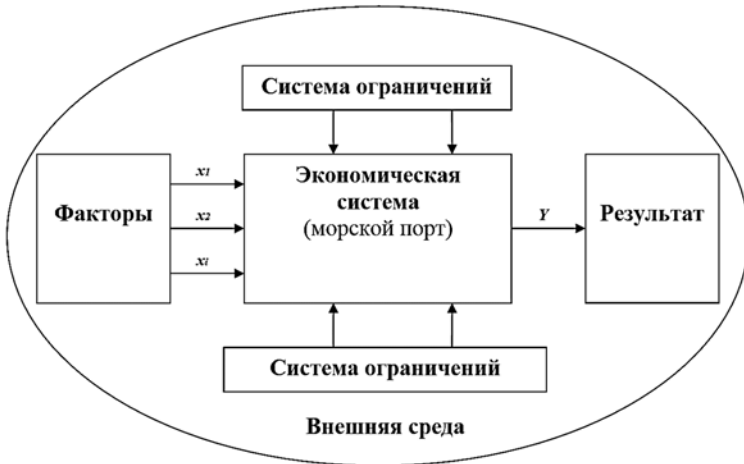 Система ограничений
Факторы
x1
x2
xi
Экономическая
система
(морской порт)
Y
Результат
Система ограничений
Внешняя среда